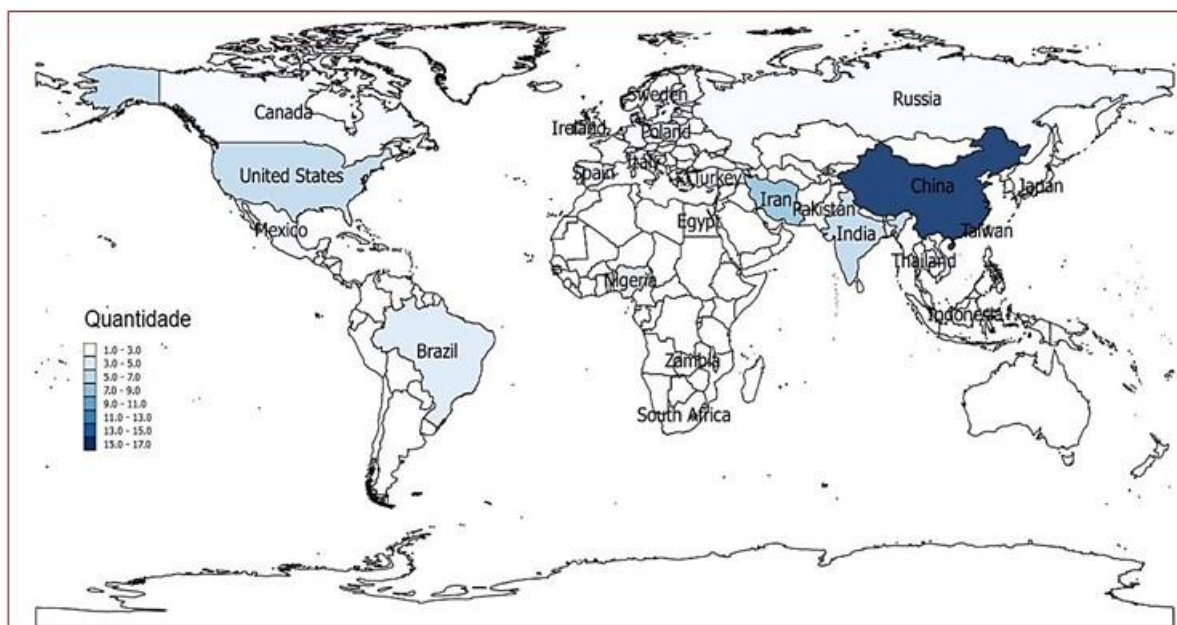 Sweden
Russia
Canada
Ireland
Poland
Italy
Spain
Turkey
United States
China
Japan
Iran
Pakistan
Mexico
Egypt
India
Taiwan
Thailand
Nigeria
Indonesia
Quantidade
1.0 - 3.0
3.0 - 5.0
5.0 - 7.0
7.0 - 9.0
9.0 - 11.0
11.0 - 13.0
13.0 - 15.0
15.0 - 17.0
Brazil
Zambia
South Africa